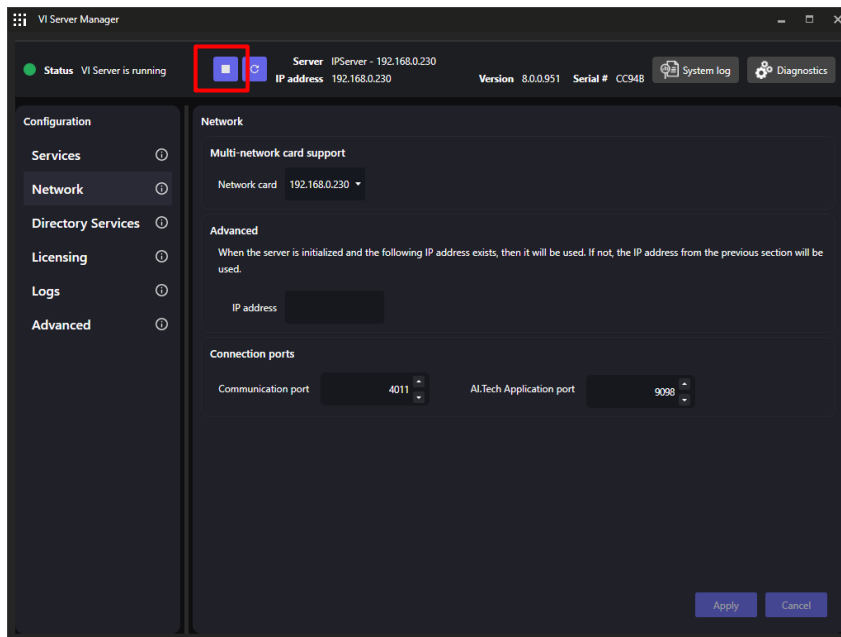 VI Server Manager
Status VI Server is running
Server IPServer - 192.168.0.230
IP address 192.168.0.230
Version 8.0.0.951 Serial # CC94B
System log
Diagnostics
Configuration
Services
Network
Directory Services
Licensing
Logs
Advanced
Network
Multi-network card support
Network card 192.168.0.230
Advanced
When the server is initialized and the following IP address exists, then it will be used. If not, the IP address from the previous section will be
used.
IP address
Connection ports
Communication port 4011
AI.Tech Application port 9098
Apply
Cancel